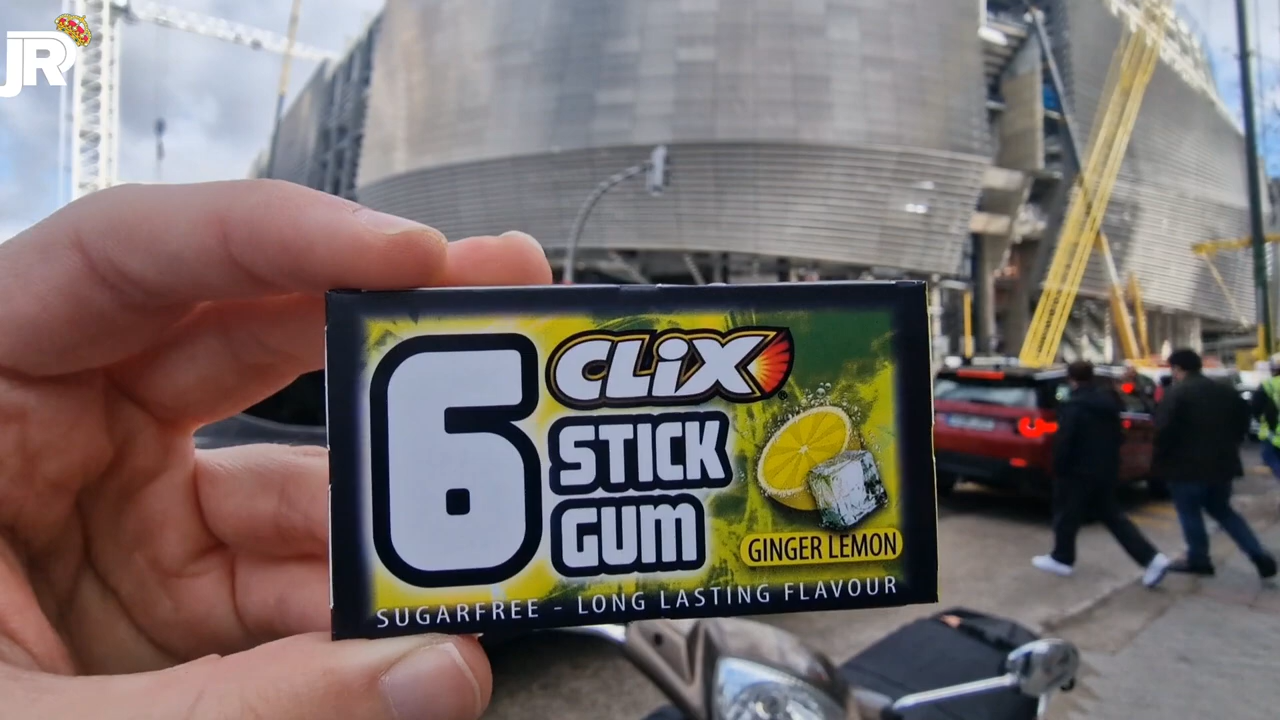 JR
6
CLiX
STICK
GUM
GINGER LEMON
SUGARFREE - LONG LASTING FLAVOUR